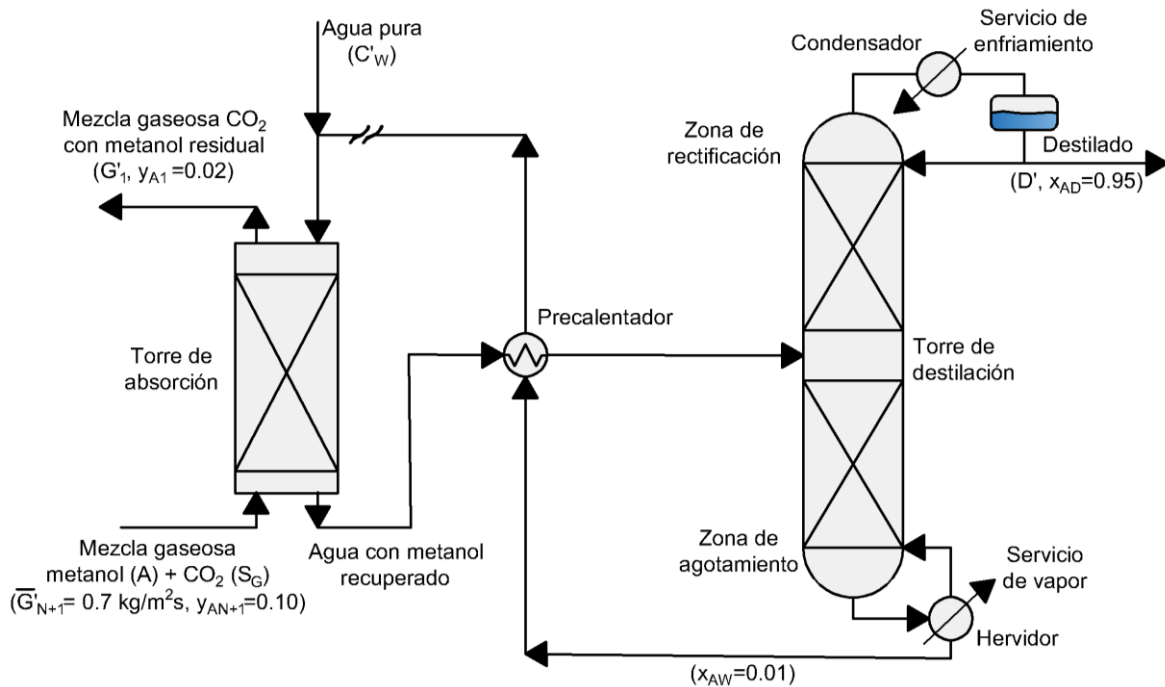 Agua pura
(C'W)
Mezcla gaseosa CO2
con metanol residual
(G'1, yA1 =0.02)
Torre de
absorción
Mezcla gaseosa
metanol (A) + CO2 (SG)
(G̅'N+1= 0.7 kg/m2s, yAN+1=0.10)
Agua con metanol
recuperado
Precalentador
Condensador
Servicio de
enfriamiento
Zona de
rectificación
Destilado
(D', xAD=0.95)
Torre de
destilación
Zona de
agotamiento
Servicio
de vapor
Hervidor
(xAW=0.01)